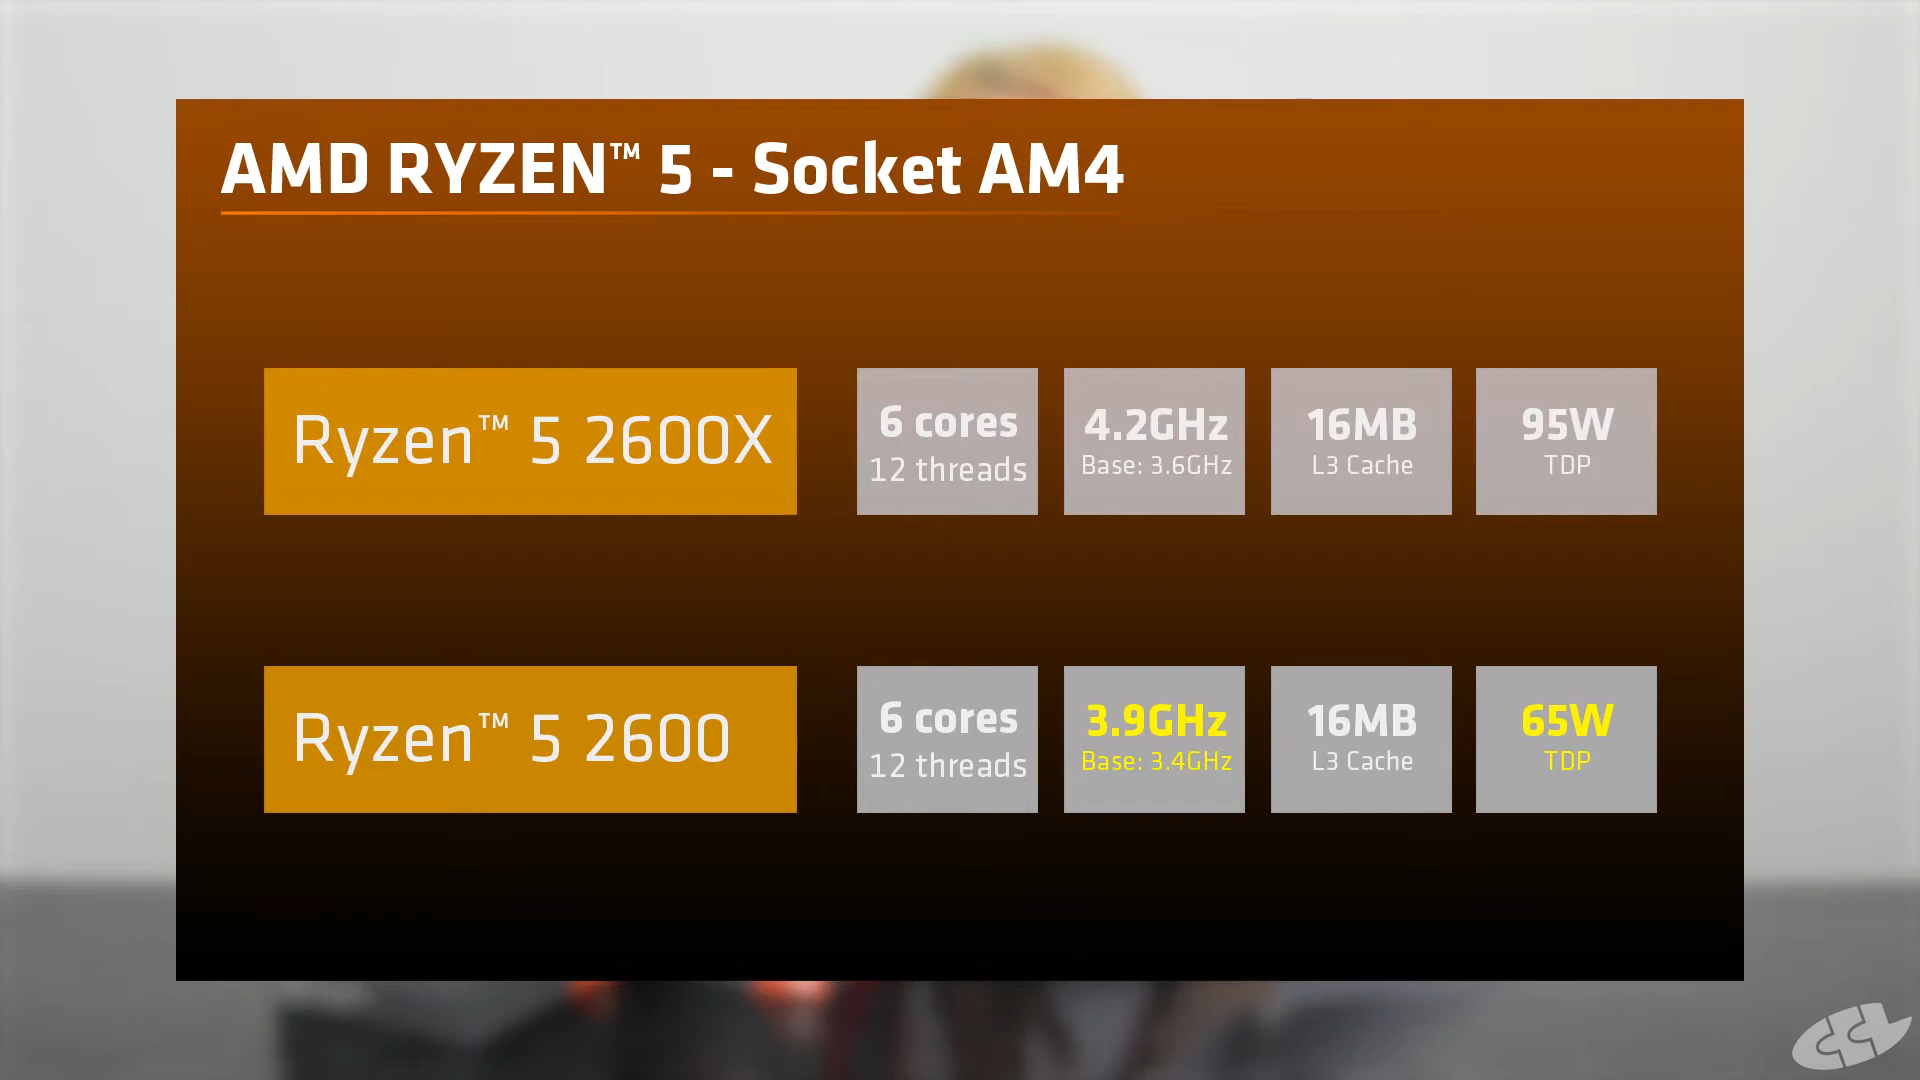 AMD RYZEN™ 5 - Socket AM4
Ryzen™ 5 2600X
6 cores
12 threads
4.2GHz
Base: 3.6GHz
16MB
L3 Cache
95W
TDP
Ryzen™ 5 2600
6 cores
12 threads
3.9GHz
Base: 3.4GHz
16MB
L3 Cache
65W
TDP
CCL